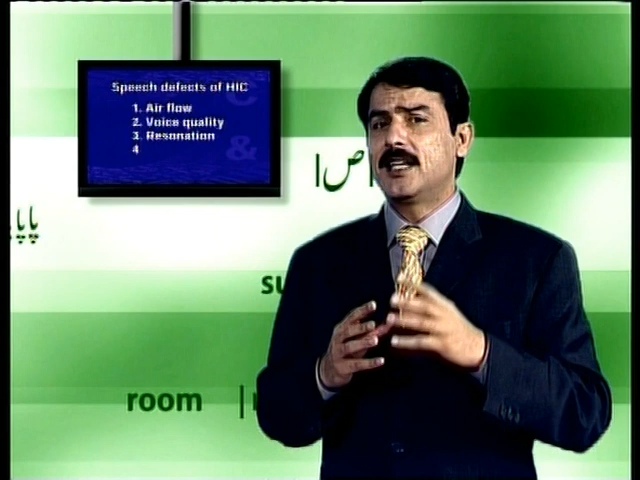 Speech defects of HIC
1. Air flow
2. Voice quality
3. Resonation
4
اص|
پاپا
su
room |